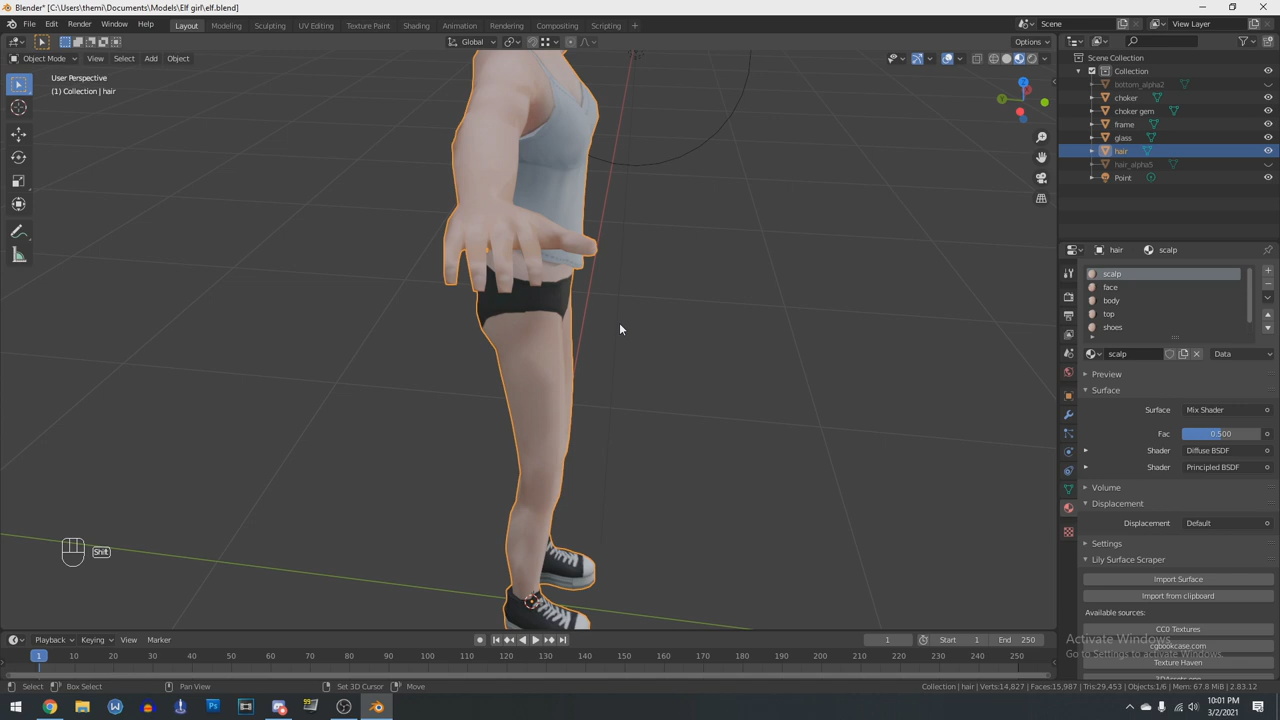 Blender* [C:\Users\themi\Documents\Models\Elf girl\elf.blend]
File Edit Render Window Help Layout Modeling Sculpting UV Editing Texture Paint Shading Animation Rendering Compositing Scripting Scene View Layer
Global Options
Object Mode View Select Add Object
User Perspective
(1) Collection | hair
Scene Collection
Collection
bottom_alpha2
choker
choker gem
frame
glass
hair
hair_alpha5
Point
Z
Y
hair scalp
scalp
face
body
top
shoes
scalp Data
Preview
Surface
Surface Mix Shader
Fac 0.500
Shader Diffuse BSDF
Shader Principled BSDF
Volume
Displacement
Displacement Default
Settings
Lily Surface Scraper
Import Surface
Import from clipboard
Available sources:
CC0 Textures
cgbookcase.com
Texture Haven
Activate Windows
Go to Settings to activate Windows.
Shift
Playback Keying View Marker 1 Start 1 End 250
1 10 20 30 40 50 60 70 80 90 100 110 120 130 140 150 160 170 180 190 200 210 220 230 240 250
Select Box Select Pan View Set 3D Cursor Move Collection | hair | Verts:14,827 | Faces:15,987 | Tris:29,453 | Objects:1/6 | Mem: 67.8 MiB | 2.83.12
10:01 PM
3/2/2021